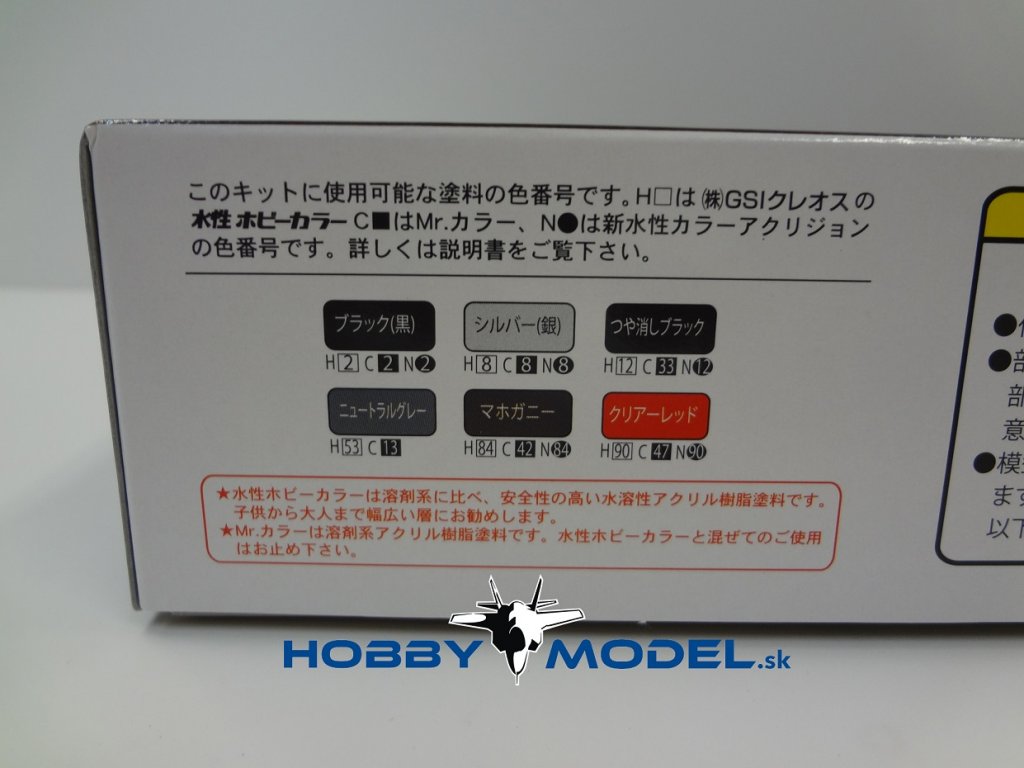 このキットに使用可能な塗料の色番号です。H□は㈱GSIクレオスの
水性ホビーカラー C■はMr.カラー、N●は新水性カラーアクリジョン
の色番号です。詳しくは説明書をご覧下さい。
ブラック(黒) シルバー(銀) つや消しブラック
H2 C2 N2 H8 C8 N8 H12 C33 N12
ニュートラルグレー マホガニー クリアーレッド
H53 C13 H84 C42 N84 H90 C47 N90
★水性ホビーカラーは溶剤系に比べ、安全性の高い水溶性アクリル樹脂塗料です。
子供から大人まで幅広い層にお勧めします。
★Mr.カラーは溶剤系アクリル樹脂塗料です。水性ホビーカラーと混ぜてのご使用
はお止め下さい。
●
●部
部
意
●模
ます
以下
HOBBY MODEL.sk